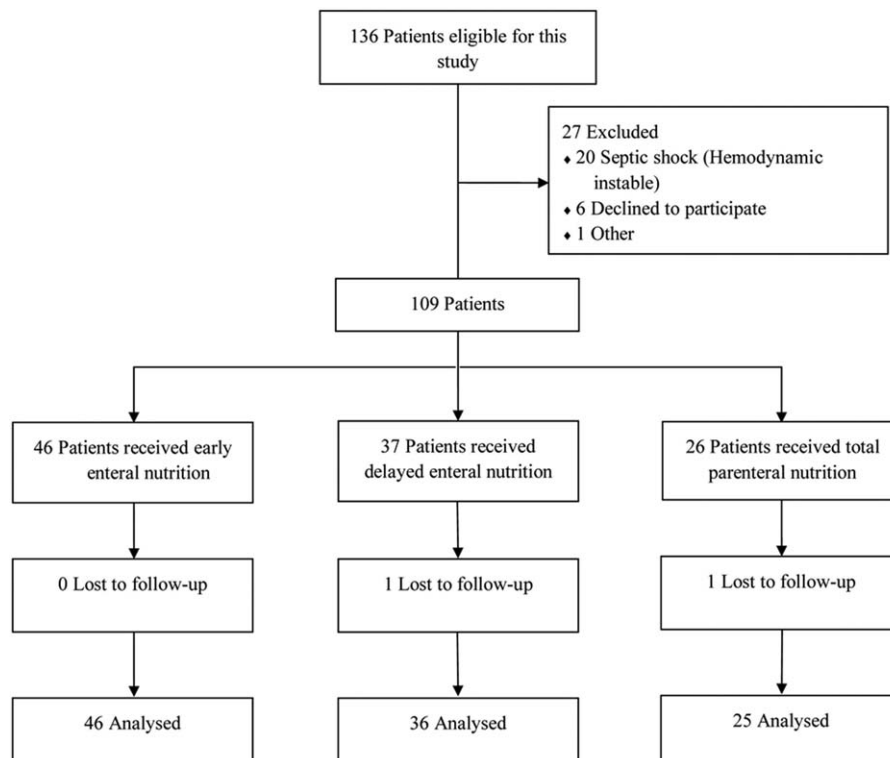 136 Patients eligible for this
study
27 Excluded
♦ 20 Septic shock (Hemodynamic
instable)
♦ 6 Declined to participate
♦ 1 Other
109 Patients
46 Patients received early
enteral nutrition
37 Patients received
delayed enteral nutrition
26 Patients received total
parenteral nutrition
0 Lost to follow-up
1 Lost to follow-up
1 Lost to follow-up
46 Analysed
36 Analysed
25 Analysed